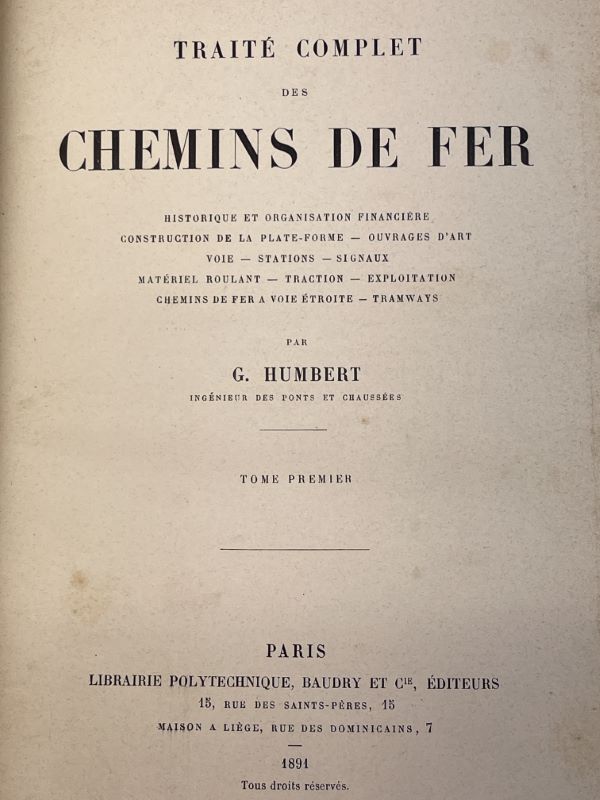 TRAITÉ COMPLET
DES
CHEMINS DE FER
HISTORIQUE ET ORGANISATION FINANCIÈRE
CONSTRUCTION DE LA PLATE-FORME — OUVRAGES D'ART
VOIE — STATIONS — SIGNAUX
MATÉRIEL ROULANT — TRACTION — EXPLOITATION
CHEMINS DE FER A VOIE ÉTROITE — TRAMWAYS
PAR
G. HUMBERT
INGÉNIEUR DES PONTS ET CHAUSSÉES
TOME PREMIER
PARIS
LIBRAIRIE POLYTECHNIQUE, BAUDRY ET CIE, ÉDITEURS
15, RUE DES SAINTS-PÈRES, 15
MAISON A LIÈGE, RUE DES DOMINICAINS, 7
1891
Tous droits réservés.